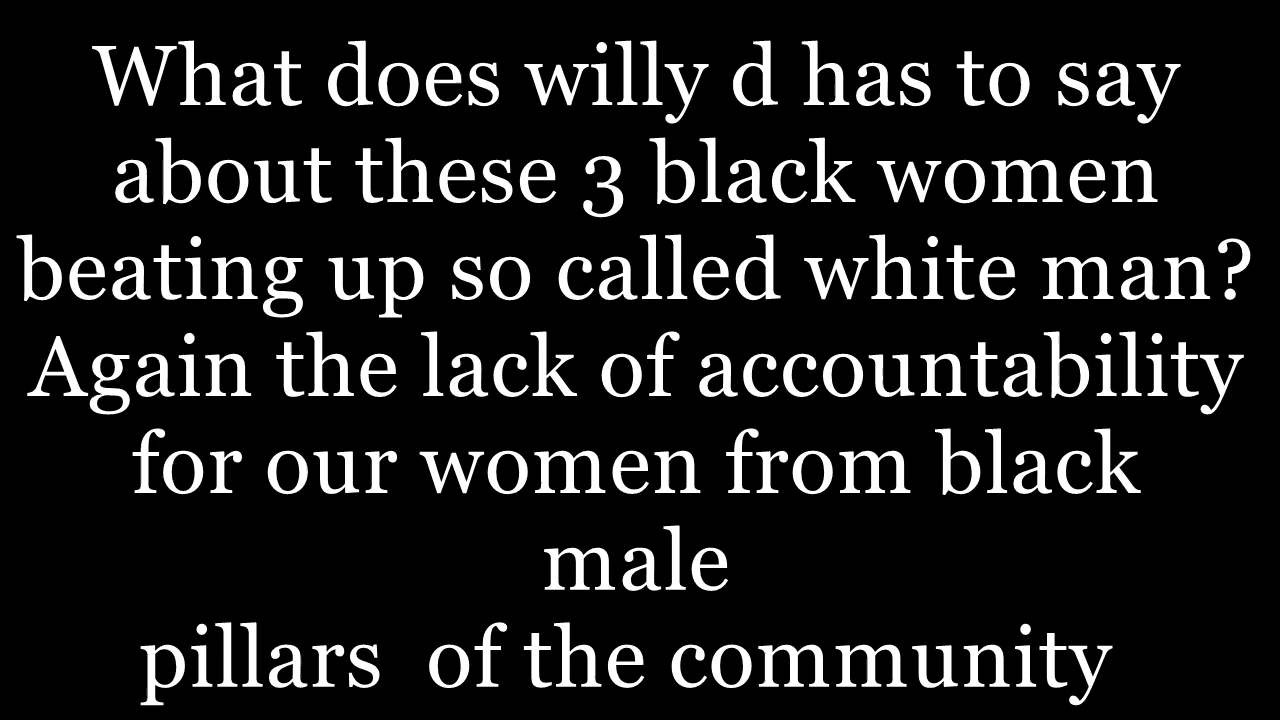 What does willy d has to say
about these 3 black women
beating up so called white man?
Again the lack of accountability
for our women from black
male
pillars  of the community